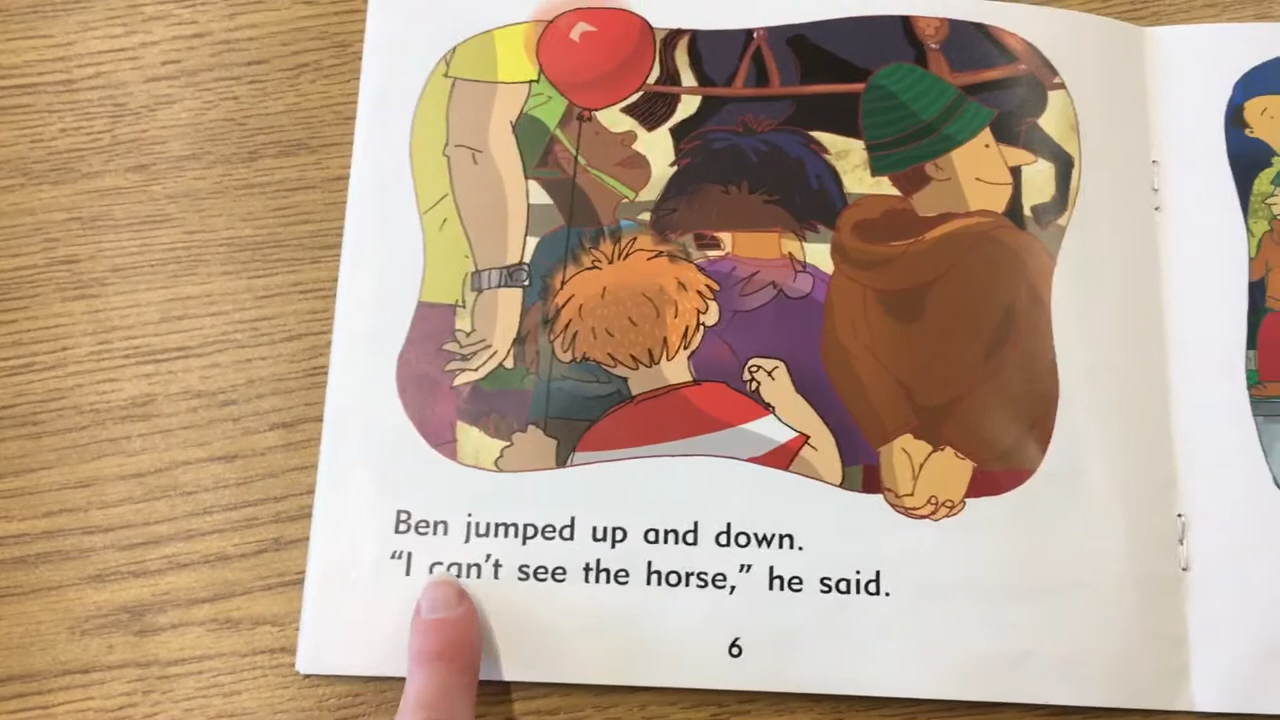 Ben jumped up and down.
“I can’t see the horse,” he said.
6